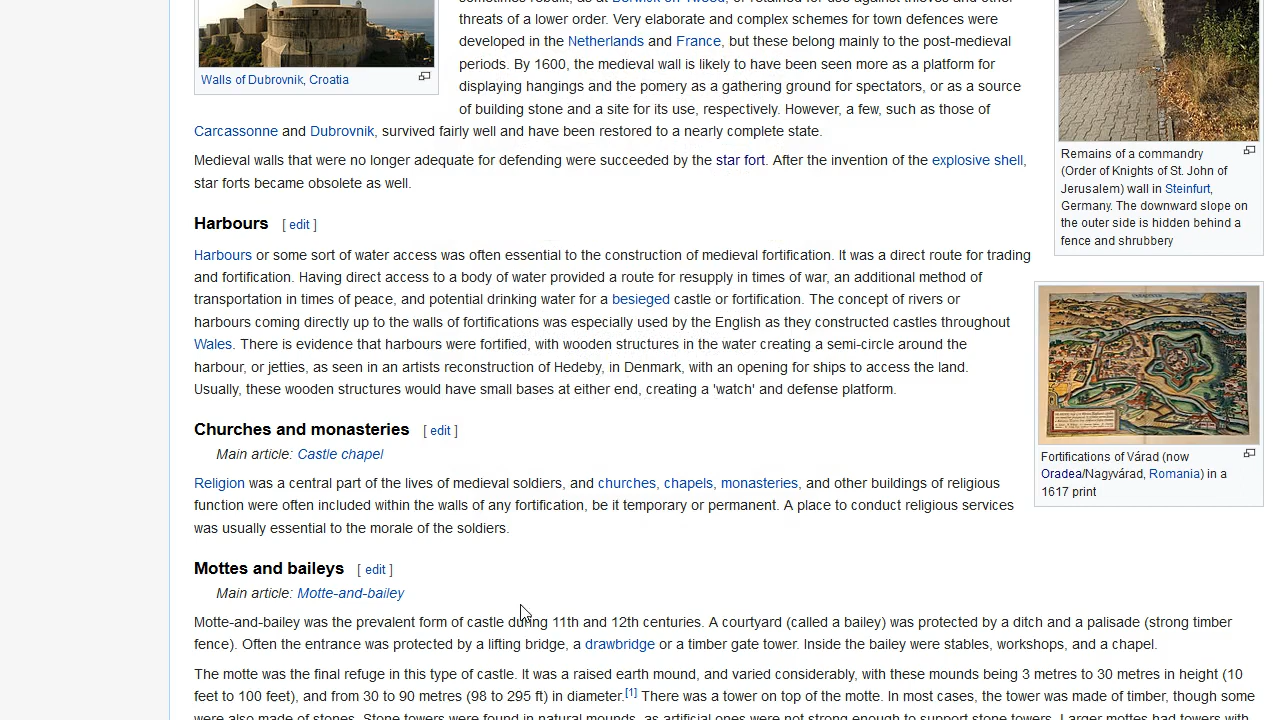 sometimes rebuilt, as at Berwick on Tweed, or retained for use against thieves and other
threats of a lower order. Very elaborate and complex schemes for town defences were
developed in the Netherlands and France, but these belong mainly to the post-medieval
periods. By 1600, the medieval wall is likely to have been seen more as a platform for
displaying hangings and the pomery as a gathering ground for spectators, or as a source
of building stone and a site for its use, respectively. However, a few, such as those of
Carcassonne and Dubrovnik, survived fairly well and have been restored to a nearly complete state.
Walls of Dubrovnik, Croatia
Medieval walls that were no longer adequate for defending were succeeded by the star fort. After the invention of the explosive shell,
star forts became obsolete as well.
Remains of a commandry
(Order of Knights of St. John of
Jerusalem) wall in Steinfurt,
Germany. The downward slope on
the outer side is hidden behind a
fence and shrubbery
Harbours [ edit ]
Harbours or some sort of water access was often essential to the construction of medieval fortification. It was a direct route for trading
and fortification. Having direct access to a body of water provided a route for resupply in times of war, an additional method of
transportation in times of peace, and potential drinking water for a besieged castle or fortification. The concept of rivers or
harbours coming directly up to the walls of fortifications was especially used by the English as they constructed castles throughout
Wales. There is evidence that harbours were fortified, with wooden structures in the water creating a semi-circle around the
harbour, or jetties, as seen in an artists reconstruction of Hedeby, in Denmark, with an opening for ships to access the land.
Usually, these wooden structures would have small bases at either end, creating a 'watch' and defense platform.
Fortifications of Várad (now
Oradea/Nagyvárad, Romania) in a
1617 print
Churches and monasteries [ edit ]
Main article: Castle chapel
Religion was a central part of the lives of medieval soldiers, and churches, chapels, monasteries, and other buildings of religious
function were often included within the walls of any fortification, be it temporary or permanent. A place to conduct religious services
was usually essential to the morale of the soldiers.
Mottes and baileys [ edit ]
Main article: Motte-and-bailey
Motte-and-bailey was the prevalent form of castle during 11th and 12th centuries. A courtyard (called a bailey) was protected by a ditch and a palisade (strong timber
fence). Often the entrance was protected by a lifting bridge, a drawbridge or a timber gate tower. Inside the bailey were stables, workshops, and a chapel.
The motte was the final refuge in this type of castle. It was a raised earth mound, and varied considerably, with these mounds being 3 metres to 30 metres in height (10
feet to 100 feet), and from 30 to 90 metres (98 to 295 ft) in diameter.[1] There was a tower on top of the motte. In most cases, the tower was made of timber, though some
were also made of stones. Stone towers were found in natural mounds, as artificial ones were not strong enough to support stone towers. Larger mottes had towers with